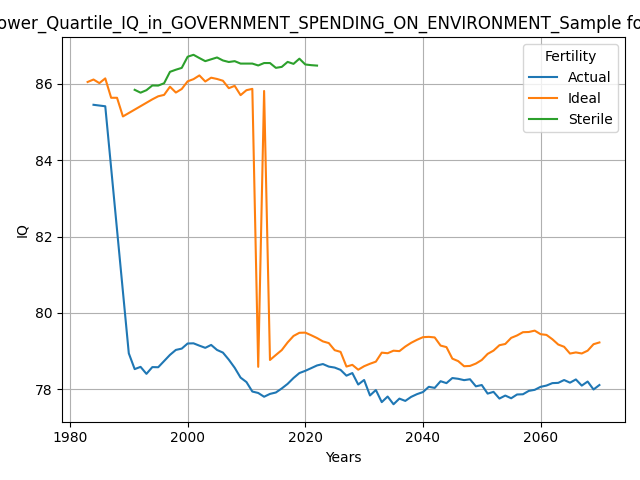 ower_Quartile_IQ_in_GOVERNMENT_SPENDING_ON_ENVIRONMENT_Sample fo
Fertility
Actual
Ideal
Sterile
IQ
86
84
82
80
78
1980
2000
2020
2040
2060
Years